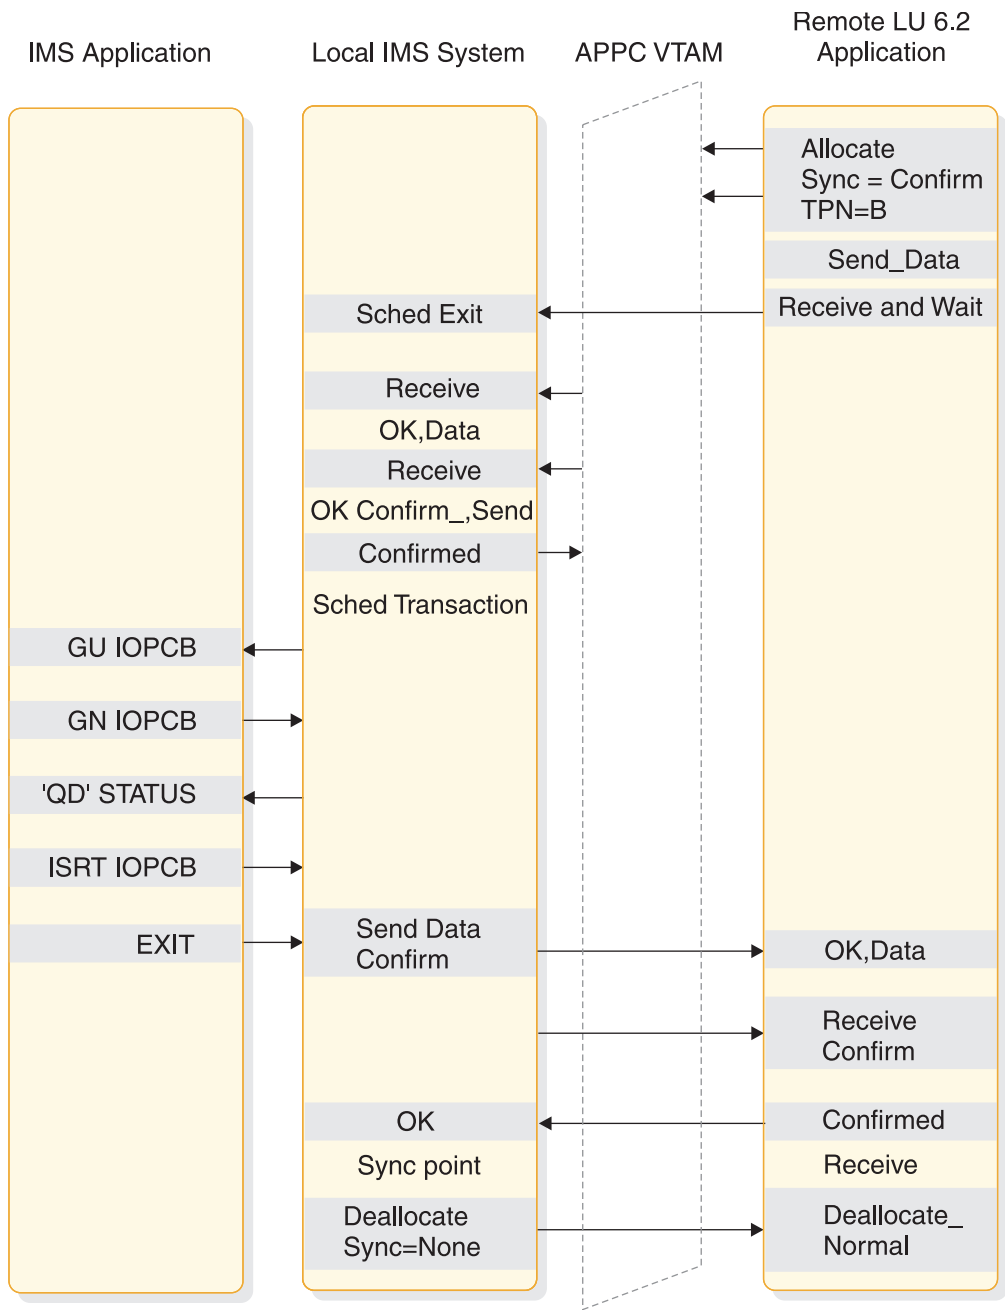 IMS Application
Local IMS System
APPC VTAM
Remote LU 6.2
Application
Allocate
Sync = Confirm
TPN=B
Send_Data
Sched Exit
Receive and Wait
Receive
OK,Data
Receive
OK Confirm_,Send
Confirmed
Sched Transaction
GU IOPCB
GN IOPCB
'QD' STATUS
ISRT IOPCB
EXIT
Send Data
Confirm
OK,Data
Receive
Confirm
OK
Confirmed
Sync point
Receive
Deallocate
Sync=None
Deallocate_
Normal